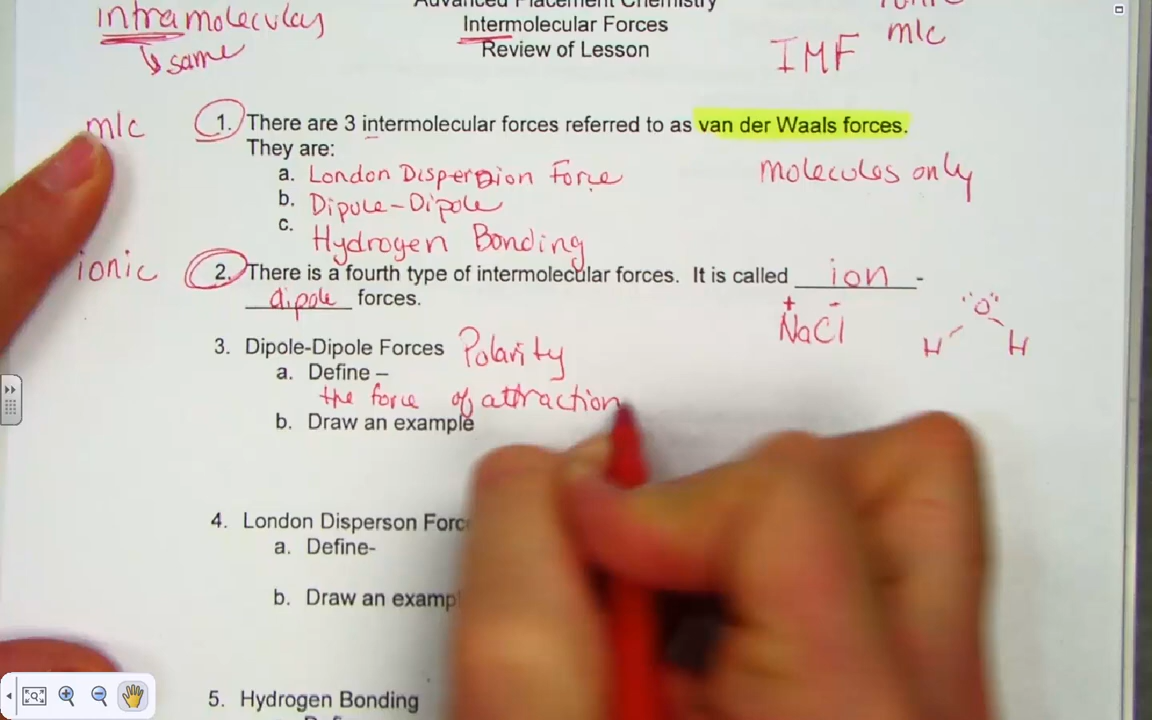 intramolecular
Advanced Placement Chemistry
Intermolecular Forces
Review of Lesson
same
IMF
mlc
mlc
1. There are 3 intermolecular forces referred to as van der Waals forces.
They are:
a. London Dispersion Force
molecules only
b. Dipole-Dipole
c. Hydrogen Bonding
ionic
2. There is a fourth type of intermolecular forces. It is called ion -
dipole forces.
+ -
NaCl
O
H H
3. Dipole-Dipole Forces Polarity
a. Define –
the force of attraction
b. Draw an example
4. London Disperson Forc
a. Define-
b. Draw an examp
5. Hydrogen Bonding